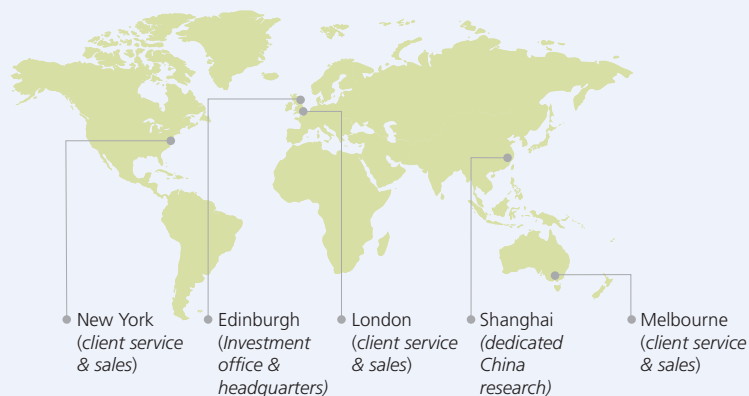 New York
(client service
& sales)
Edinburgh
(Investment
office &
headquarters)
London
(client service
& sales)
Shanghai
(dedicated
China
research)
Melbourne
(client service
& sales)